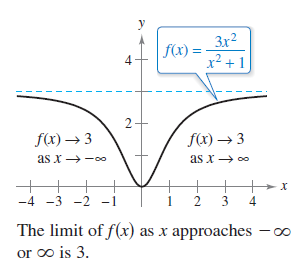 y
f(x) = 3x² / (x² + 1)
4
2
f(x) → 3
as x → −∞
f(x) → 3
as x → ∞
x
−4 −3 −2 −1 1 2 3 4
The limit of f(x) as x approaches −∞
or ∞ is 3.